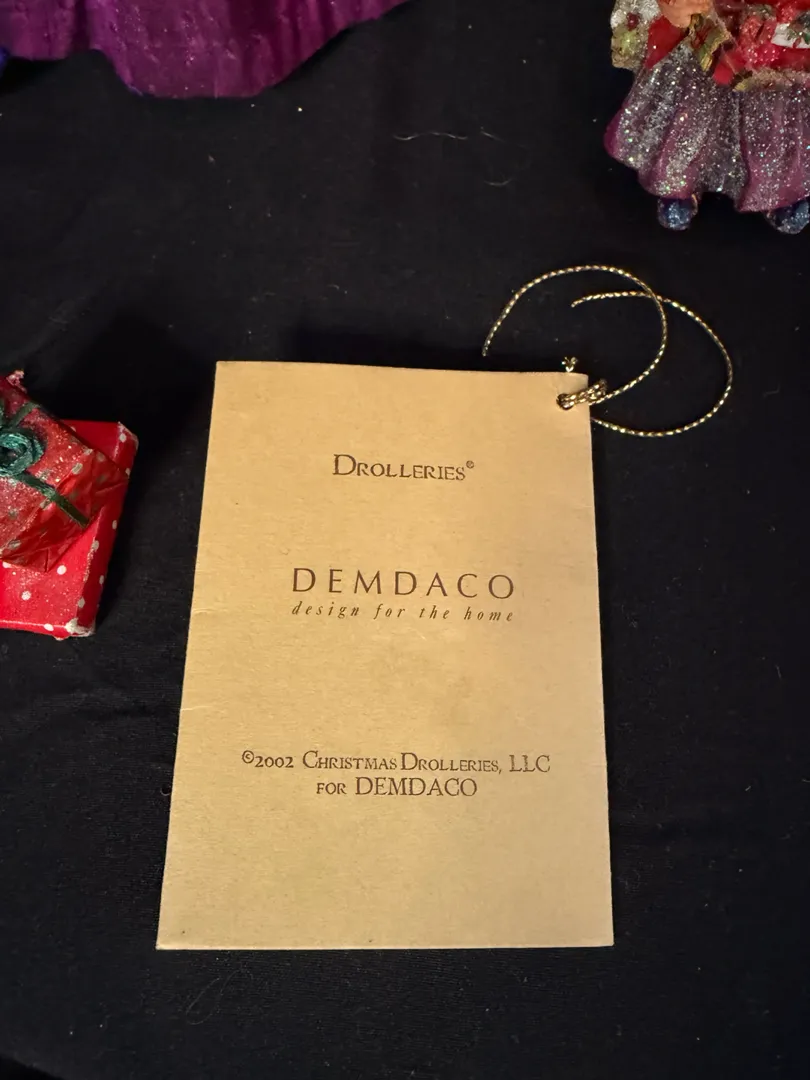 DROLLERIES®
DEMDACO
design for the home
©2002 CHRISTMAS DROLLERIES, LLC
FOR DEMDACO